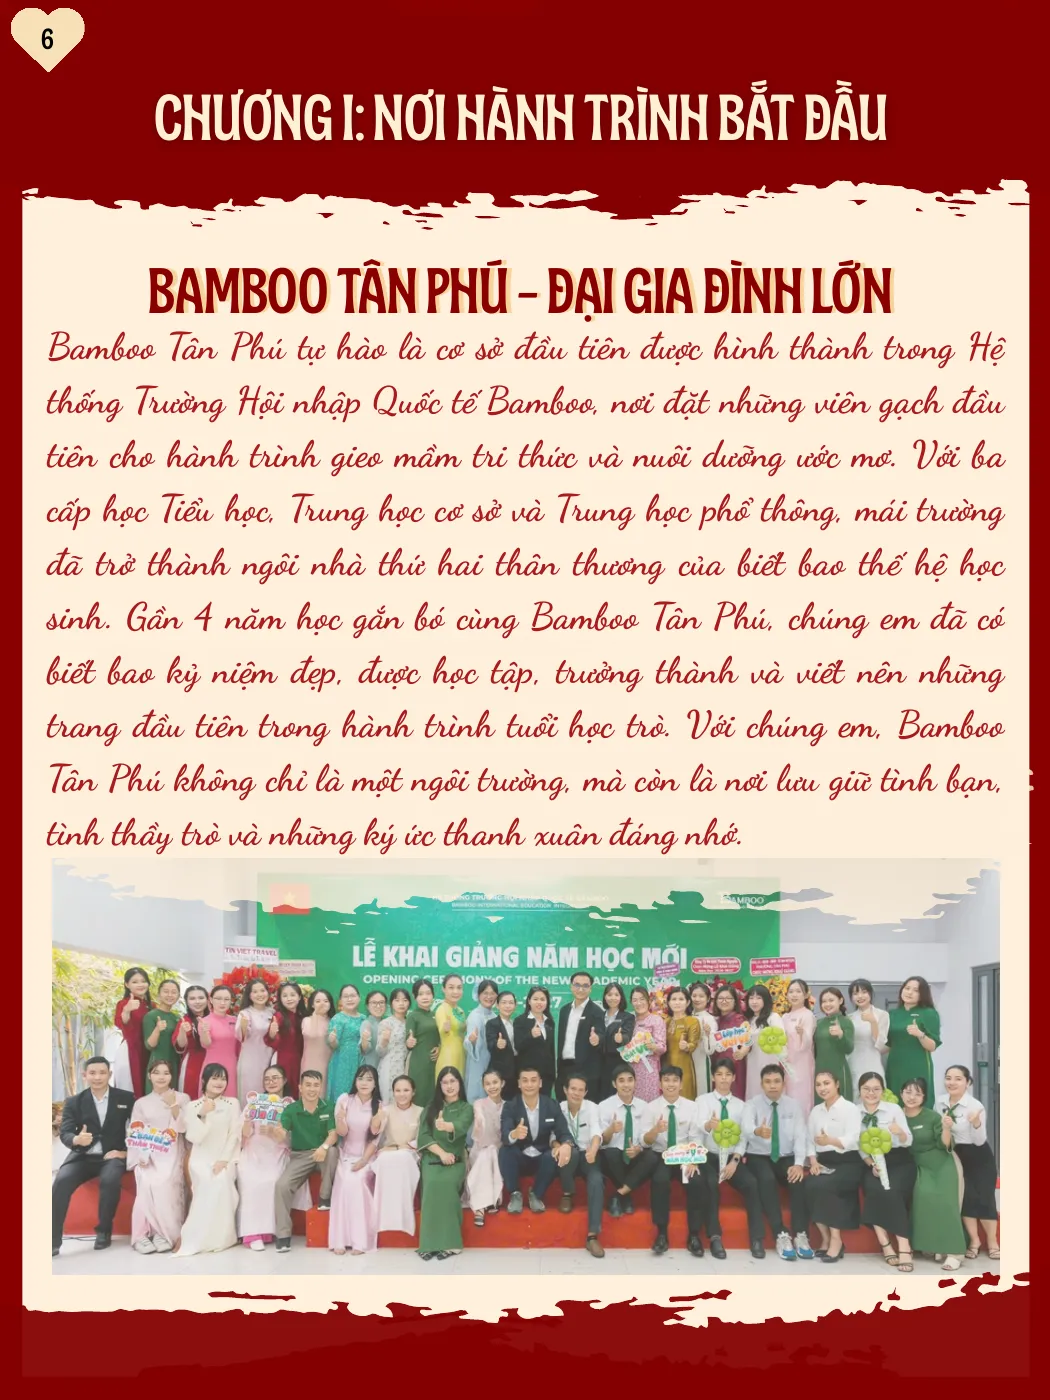 6
CHƯƠNG I: NƠI HÀNH TRÌNH BẮT ĐẦU
BAMBOO TÂN PHÚ - ĐẠI GIA ĐÌNH LỚN
Bamboo Tân Phú tự hào là cơ sở đầu tiên được hình thành trong Hệ
thống Trường Hội nhập Quốc tế Bamboo, nơi đặt những viên gạch đầu
tiên cho hành trình gieo mầm tri thức và nuôi dưỡng ước mơ. Với ba
cấp học Tiểu học, Trung học cơ sở và Trung học phổ thông, mái trường
đã trở thành ngôi nhà thứ hai thân thương của biết bao thế hệ học
sinh. Gần 4 năm học gắn bó cùng Bamboo Tân Phú, chúng em đã có
biết bao kỷ niệm đẹp, được học tập, trưởng thành và viết nên những
trang đầu tiên trong hành trình tuổi học trò. Với chúng em, Bamboo
Tân Phú không chỉ là một ngôi trường, mà còn là nơi lưu giữ tình bạn,
tình thầy trò và những ký ức thanh xuân đáng nhớ.
BAMBOO
LỄ KHAI GIẢNG NĂM HỌC MỚI
OPENING CEREMONY OF THE NEW ACADEMIC YEAR
TIN VIET TRAVEL